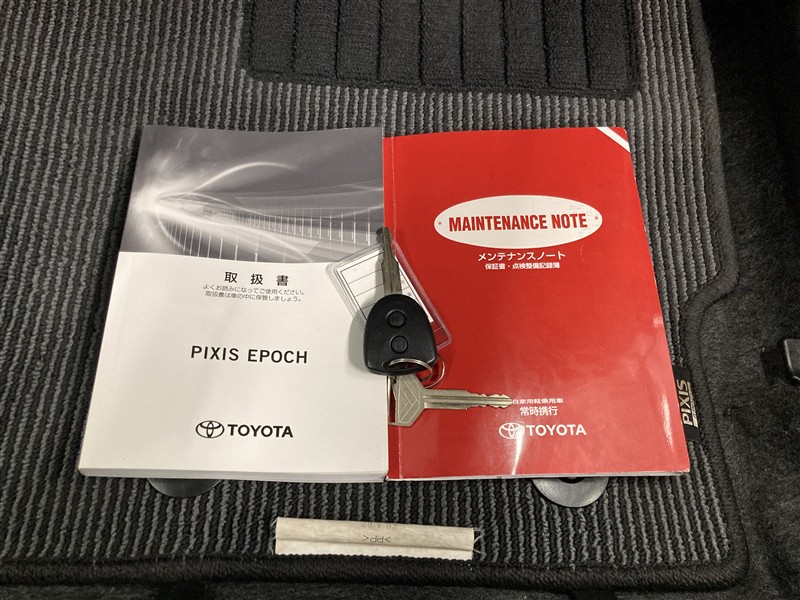 取扱書
よくお読みになってご使用ください。
取扱書は車の中に保管しましょう。
PIXIS EPOCH
TOYOTA
MAINTENANCE NOTE
メンテナンスノート
保証書・点検整備記録簿
自家用軽乗用車
常時携行
TOYOTA
PIXIS
>PP<